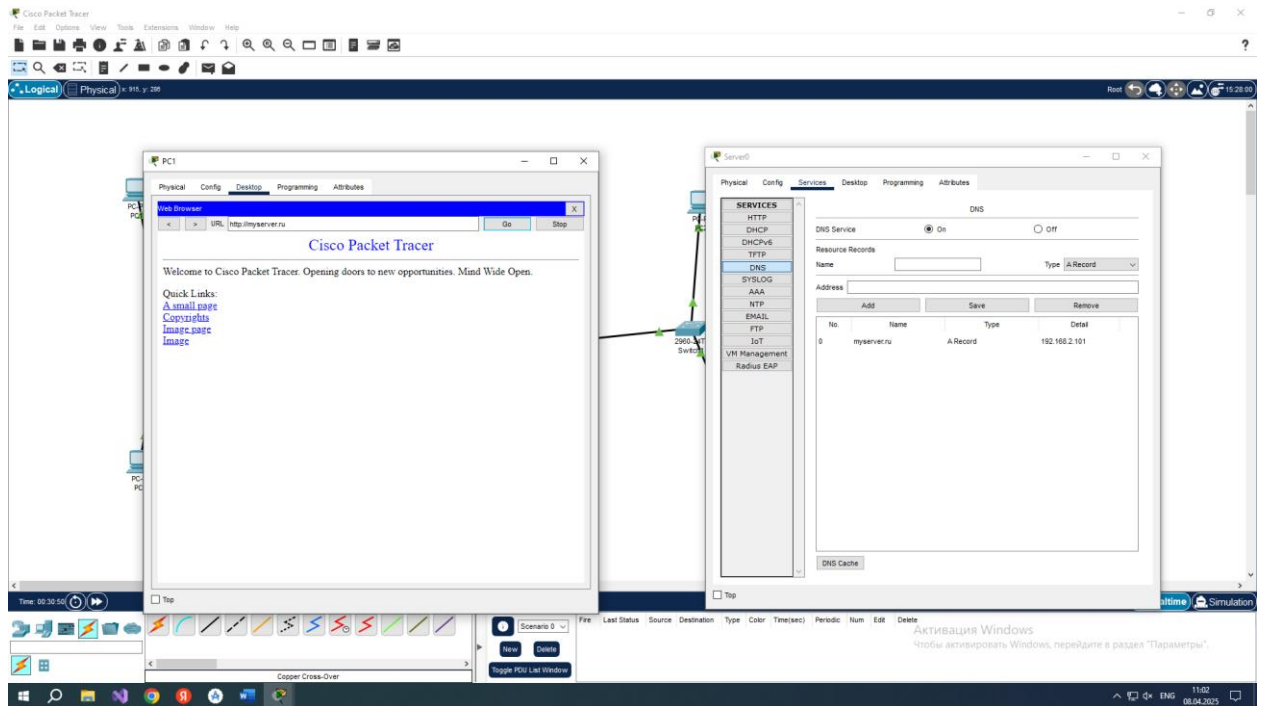 Cisco Packet Tracer
File Edit Options View Tools Extensions Window Help
?
Logical Physical x: 915, y: 286 Root 15:28:00
PC1
Physical Config Desktop Programming Attributes
Web Browser X
< > URL http://myserver.ru Go Stop
Cisco Packet Tracer
Welcome to Cisco Packet Tracer. Opening doors to new opportunities. Mind Wide Open.
Quick Links:
A small page
Copyrights
Image page
Image
Top
PC-
PC
Server0
Physical Config Services Desktop Programming Attributes
SERVICES
HTTP
DHCP
DHCPv6
TFTP
DNS
SYSLOG
AAA
NTP
EMAIL
FTP
IoT
VM Management
Radius EAP
DNS
DNS Service On Off
Resource Records
Name Type A Record
Address
Add Save Remove
No. Name Type Detail
0 myserver.ru A Record 192.168.2.101
DNS Cache
Top
Time: 00:30:50 Simulation
Scenario 0
New Delete
Toggle PDU List Window
Fire Last Status Source Destination Type Color Time(sec) Periodic Num Edit Delete
Активация Windows
Чтобы активировать Windows, перейдите в раздел "Параметры".
Copper Cross-Over
ENG 11:02
08.04.2025